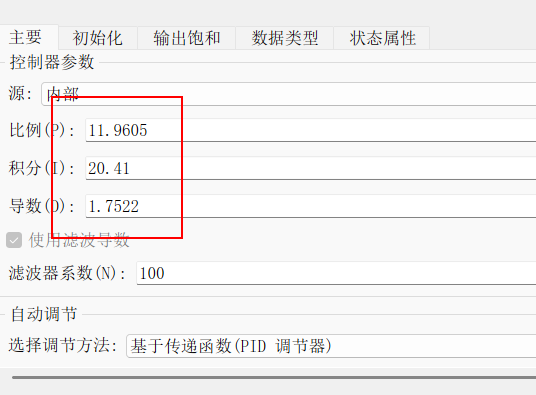 主要 初始化 输出饱和 数据类型 状态属性
控制器参数
源: 内部
比例(P): 11.9605
积分(I): 20.41
导数(D): 1.7522
使用滤波导数
滤波器系数(N): 100
自动调节
选择调节方法: 基于传递函数(PID 调节器)